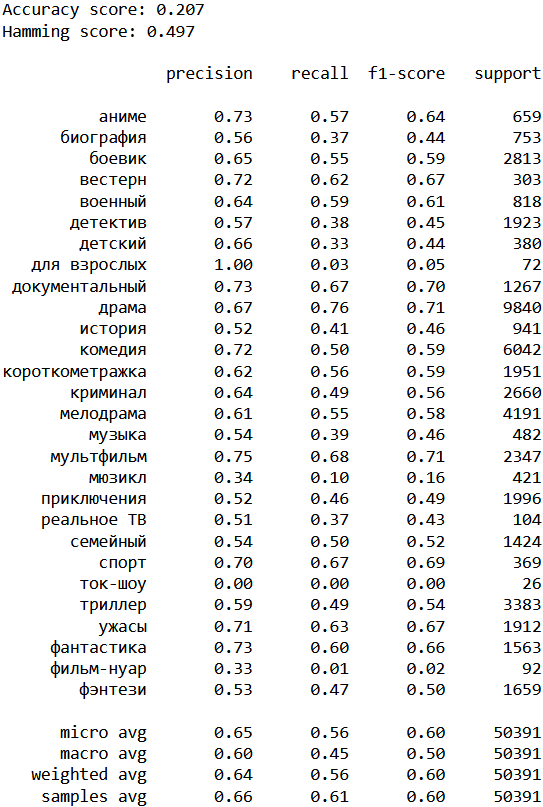 Accuracy score: 0.207
Hamming score: 0.497
precision recall f1-score support
аниме 0.73 0.57 0.64 659
биография 0.56 0.37 0.44 753
боевик 0.65 0.55 0.59 2813
вестерн 0.72 0.62 0.67 303
военный 0.64 0.59 0.61 818
детектив 0.57 0.38 0.45 1923
детский 0.66 0.33 0.44 380
для взрослых 1.00 0.03 0.05 72
документальный 0.73 0.67 0.70 1267
драма 0.67 0.76 0.71 9840
история 0.52 0.41 0.46 941
комедия 0.72 0.50 0.59 6042
короткометражка 0.62 0.56 0.59 1951
криминал 0.64 0.49 0.56 2660
мелодрама 0.61 0.55 0.58 4191
музыка 0.54 0.39 0.46 482
мультфильм 0.75 0.68 0.71 2347
мюзикл 0.34 0.10 0.16 421
приключения 0.52 0.46 0.49 1996
реальное ТВ 0.51 0.37 0.43 104
семейный 0.54 0.50 0.52 1424
спорт 0.70 0.67 0.69 369
ток-шоу 0.00 0.00 0.00 26
триллер 0.59 0.49 0.54 3383
ужасы 0.71 0.63 0.67 1912
фантастика 0.73 0.60 0.66 1563
фильм-нуар 0.33 0.01 0.02 92
фэнтези 0.53 0.47 0.50 1659
micro avg 0.65 0.56 0.60 50391
macro avg 0.60 0.45 0.50 50391
weighted avg 0.64 0.56 0.60 50391
samples avg 0.66 0.61 0.60 50391